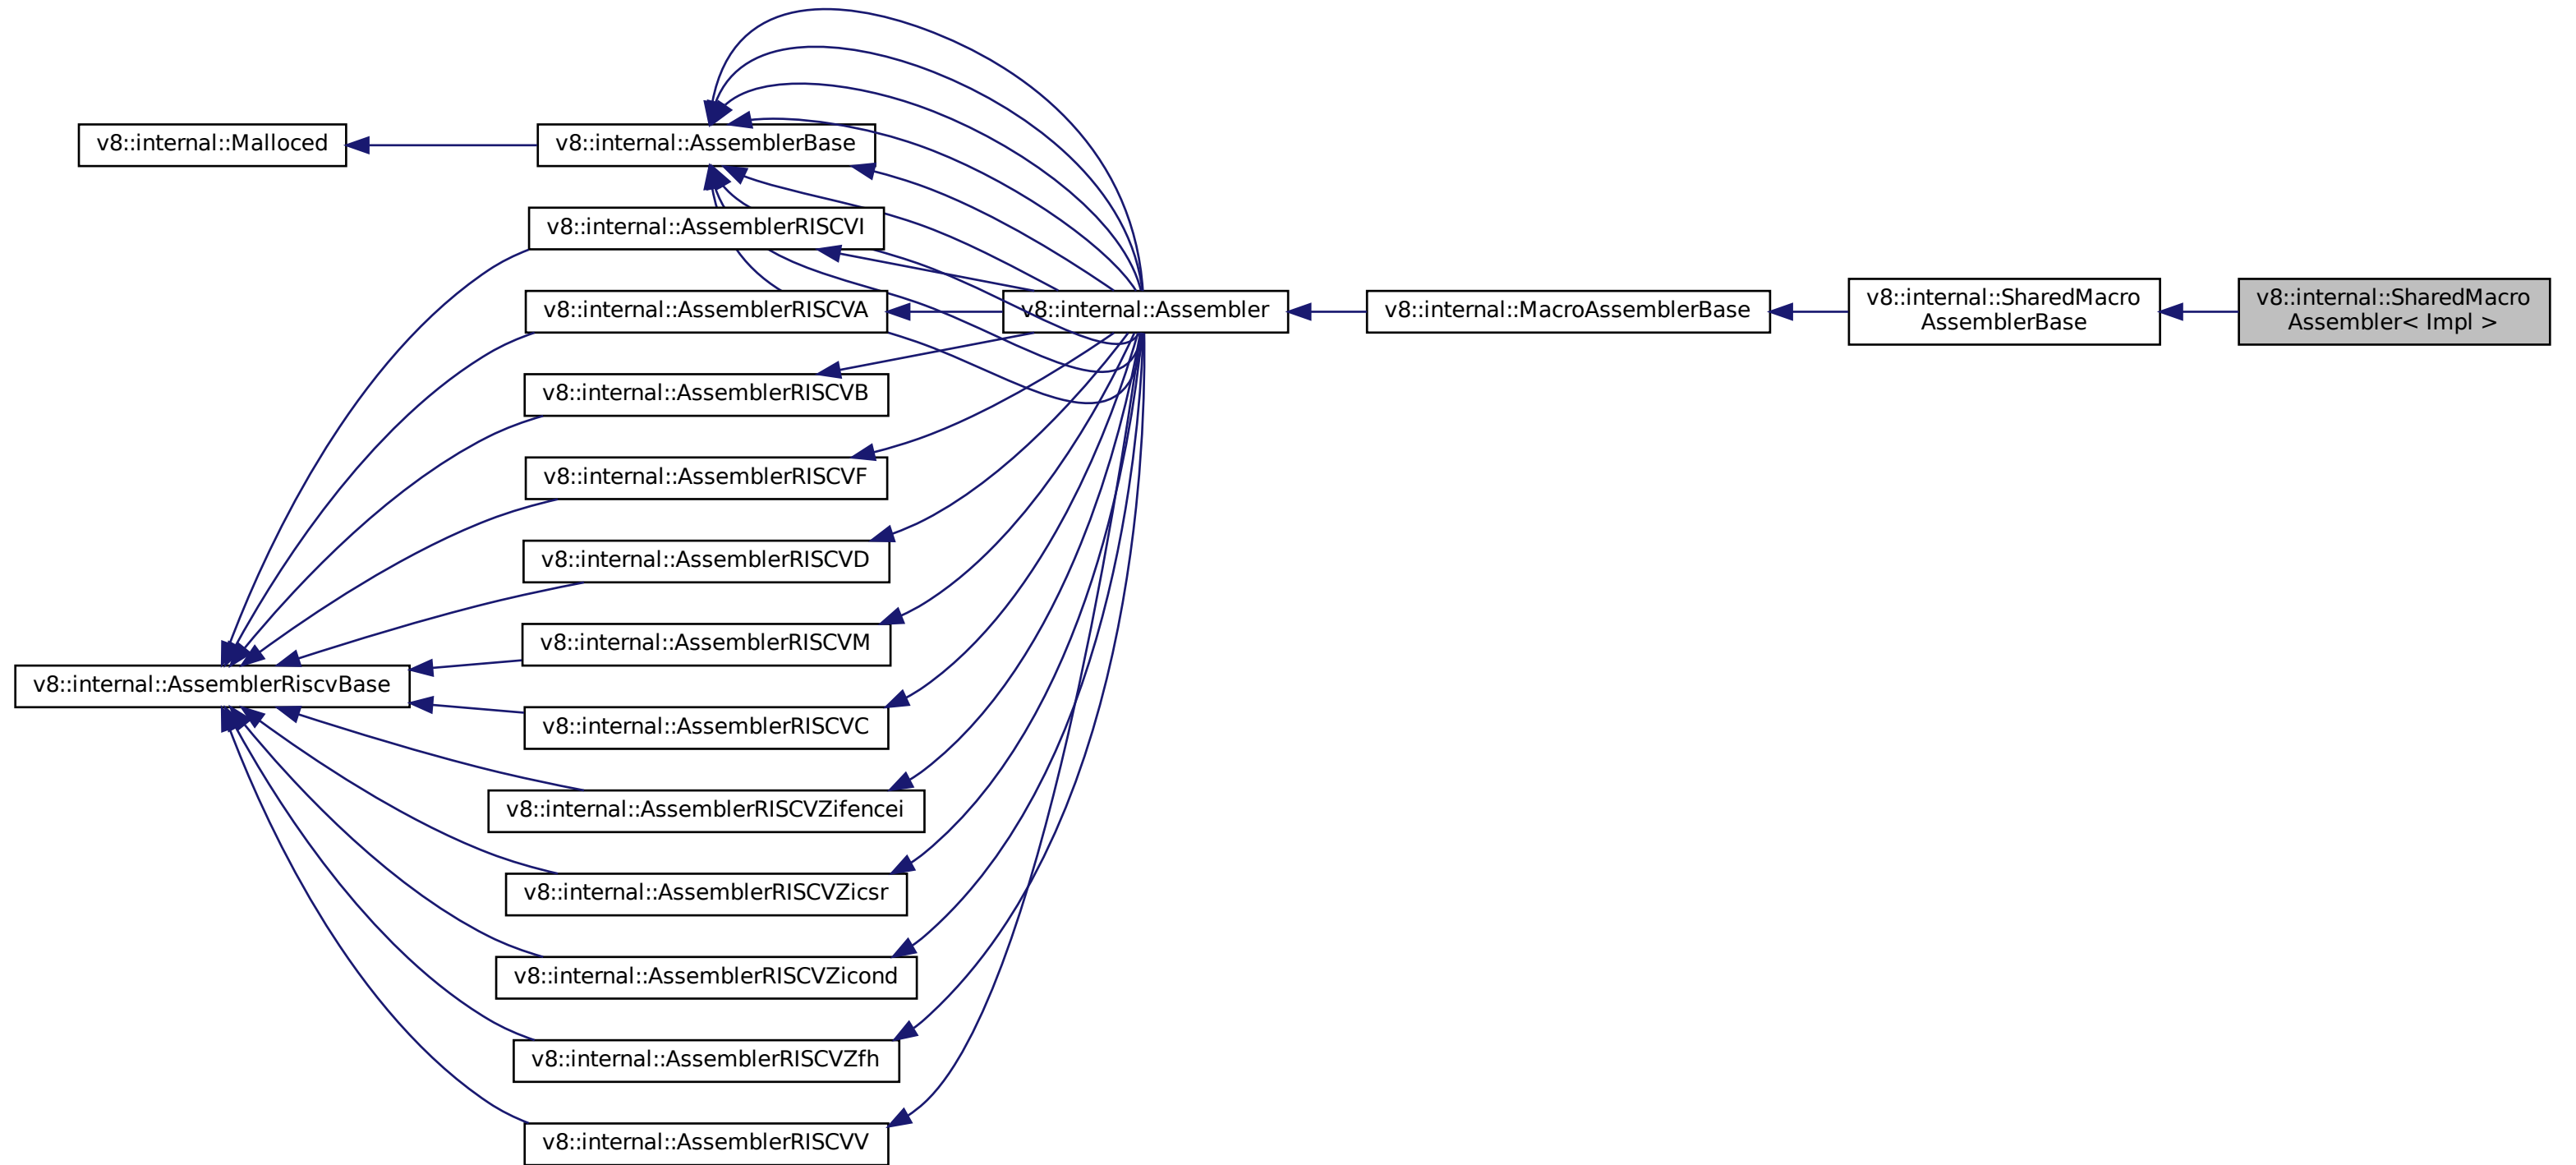 v8::internal::Malloced
v8::internal::AssemblerBase
v8::internal::AssemblerRISCVI
v8::internal::AssemblerRISCVA
v8::internal::Assembler
v8::internal::MacroAssemblerBase
v8::internal::SharedMacro
AssemblerBase
v8::internal::SharedMacro
Assembler< Impl >
v8::internal::AssemblerRISCVB
v8::internal::AssemblerRISCVF
v8::internal::AssemblerRISCVD
v8::internal::AssemblerRISCVM
v8::internal::AssemblerRiscvBase
v8::internal::AssemblerRISCVC
v8::internal::AssemblerRISCVZifencei
v8::internal::AssemblerRISCVZicsr
v8::internal::AssemblerRISCVZicond
v8::internal::AssemblerRISCVZfh
v8::internal::AssemblerRISCVV